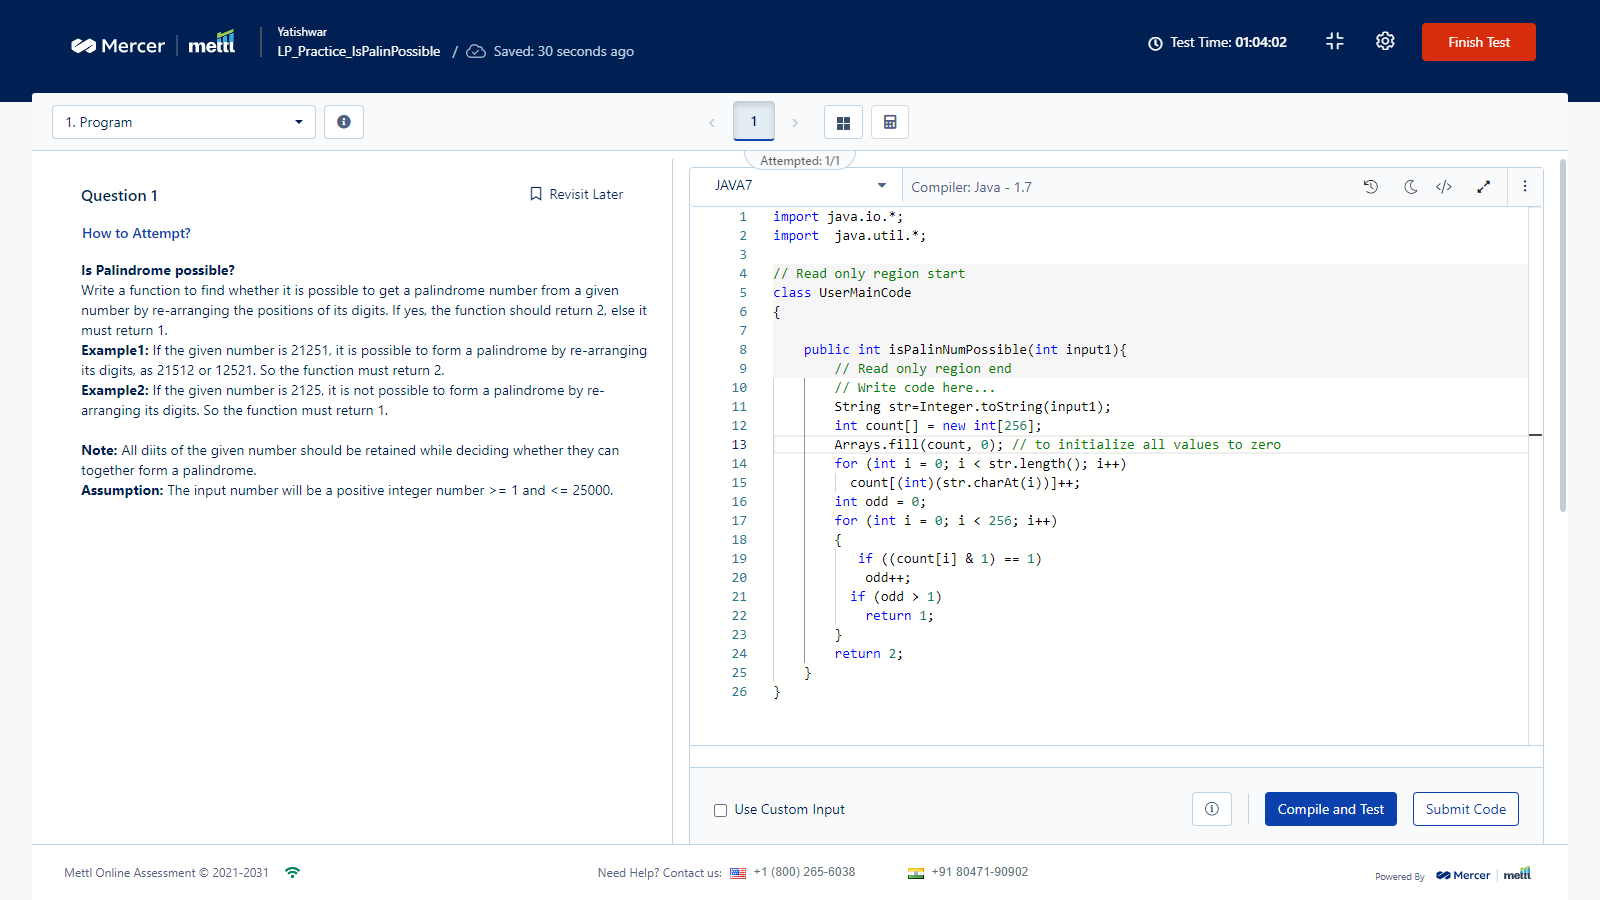 Mercer mettl
Yatishwar
LP_Practice_IsPalinPossible / Saved: 30 seconds ago
Test Time: 01:04:02
Finish Test
1. Program
1
Attempted: 1/1
Question 1
Revisit Later
How to Attempt?
Is Palindrome possible?
Write a function to find whether it is possible to get a palindrome number from a given
number by re-arranging the positions of its digits. If yes, the function should return 2, else it
must return 1.
Example1: If the given number is 21251, it is possible to form a palindrome by re-arranging
its digits, as 21512 or 12521. So the function must return 2.
Example2: If the given number is 2125, it is not possible to form a palindrome by re-
arranging its digits. So the function must return 1.
Note: All diits of the given number should be retained while deciding whether they can
together form a palindrome.
Assumption: The input number will be a positive integer number >= 1 and <= 25000.
JAVA7
Compiler: Java - 1.7
1 import java.io.*;
2 import  java.util.*;
3
4 // Read only region start
5 class UserMainCode
6 {
7
8     public int isPalinNumPossible(int input1){
9         // Read only region end
10         // Write code here...
11         String str=Integer.toString(input1);
12         int count[] = new int[256];
13         Arrays.fill(count, 0); // to initialize all values to zero
14         for (int i = 0; i < str.length(); i++)
15           count[(int)(str.charAt(i))]++;
16         int odd = 0;
17         for (int i = 0; i < 256; i++)
18         {
19            if ((count[i] & 1) == 1)
20             odd++;
21           if (odd > 1)
22             return 1;
23         }
24         return 2;
25     }
26 }
Use Custom Input
Compile and Test
Submit Code
Mettl Online Assessment © 2021-2031
Need Help? Contact us: +1 (800) 265-6038
+91 80471-90902
Powered By Mercer mettl